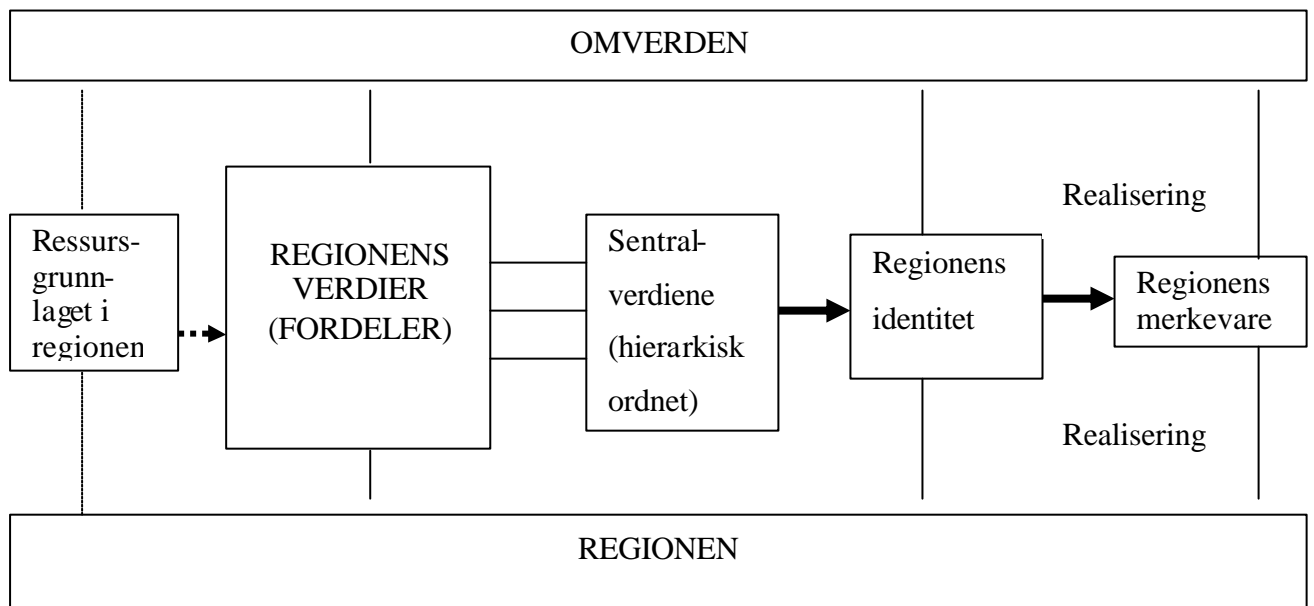 OMVERDEN
Ressurs-
grunn-
laget i
regionen
REGIONENS
VERDIER
(FORDELER)
Sentral-
verdiene
(hierarkisk
ordnet)
Regionens
identitet
Realisering
Regionens
merkevare
Realisering
REGIONEN